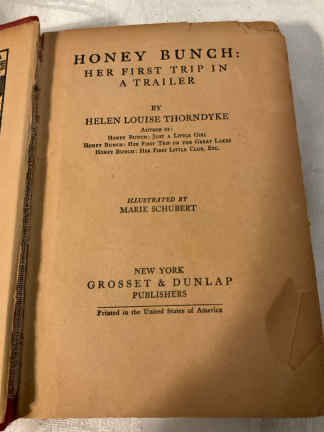 HONEY BUNCH:
HER FIRST TRIP IN
A TRAILER
BY
HELEN LOUISE THORNDYKE
AUTHOR OF:
HONEY BUNCH: JUST A LITTLE GIRL
HONEY BUNCH: HER FIRST TRIP ON THE GREAT LAKES
HONEY BUNCH: HER FIRST LITTLE CLUB, ETC.
ILLUSTRATED BY
MARIE SCHUBERT
NEW YORK
GROSSET & DUNLAP
PUBLISHERS
Printed in the United States of America